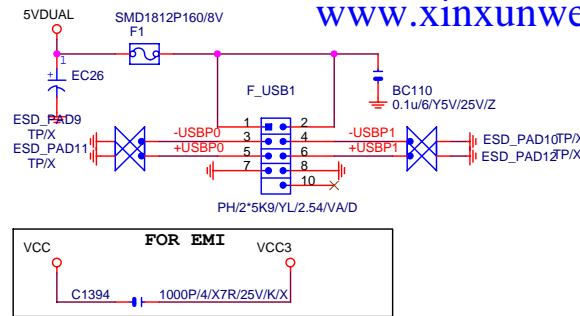 www.xinxunwe
5VDUAL
SMD1812P160/8V
F1
1
+
EC26
F_USB1
BC110
0.1u/6/Y5V/25V/Z
ESD_PAD9
TP/X
ESD_PAD11
TP/X
-USBP0
+USBP0
1 2
3 4
5 6
7 8
10
-USBP1
+USBP1
ESD_PAD10 TP/X
ESD_PAD12 TP/X
PH/2*5K9/YL/2.54/VA/D
FOR EMI
VCC
VCC3
C1394
1000P/4/X7R/25V/K/X